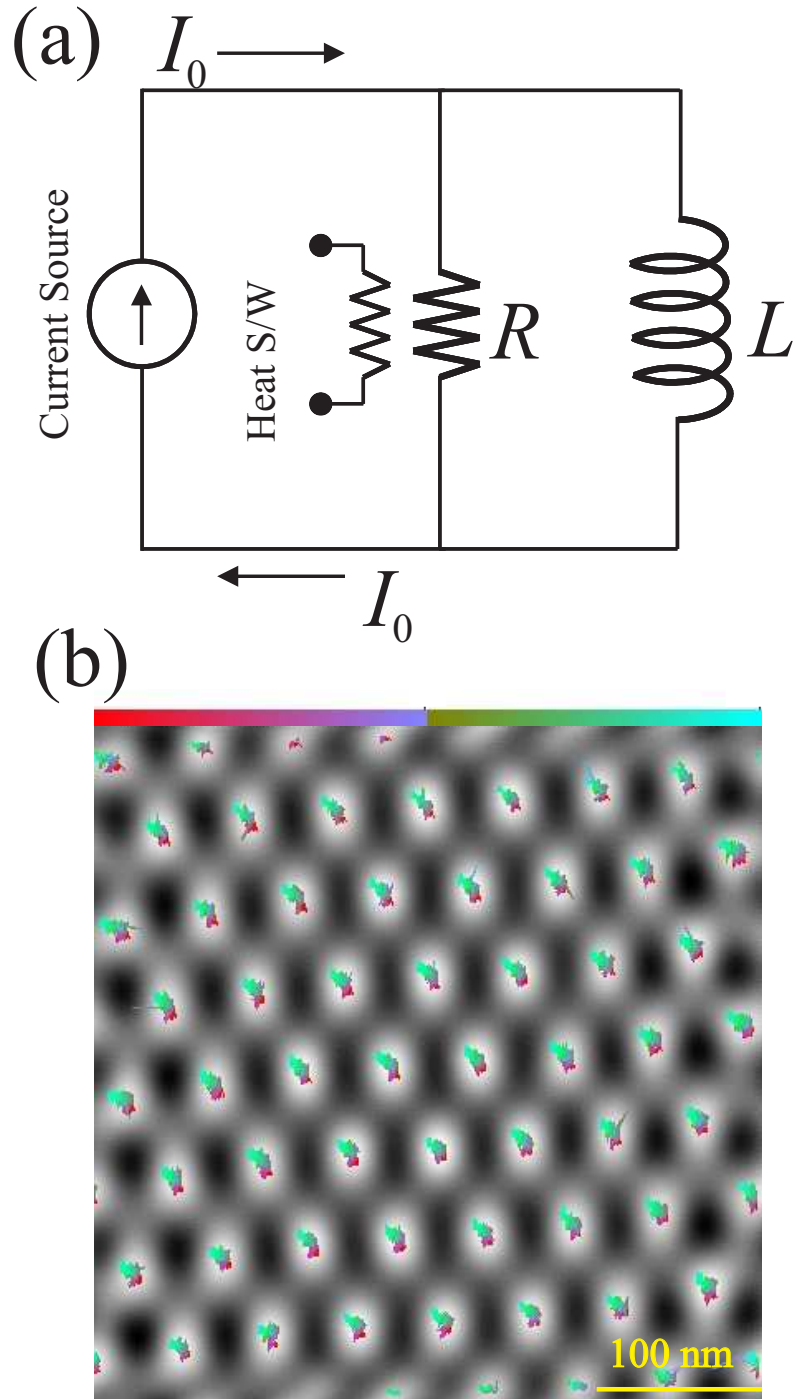 (a)
I₀
Current Source
Heat S/W
R
L
I₀
(b)
100 nm